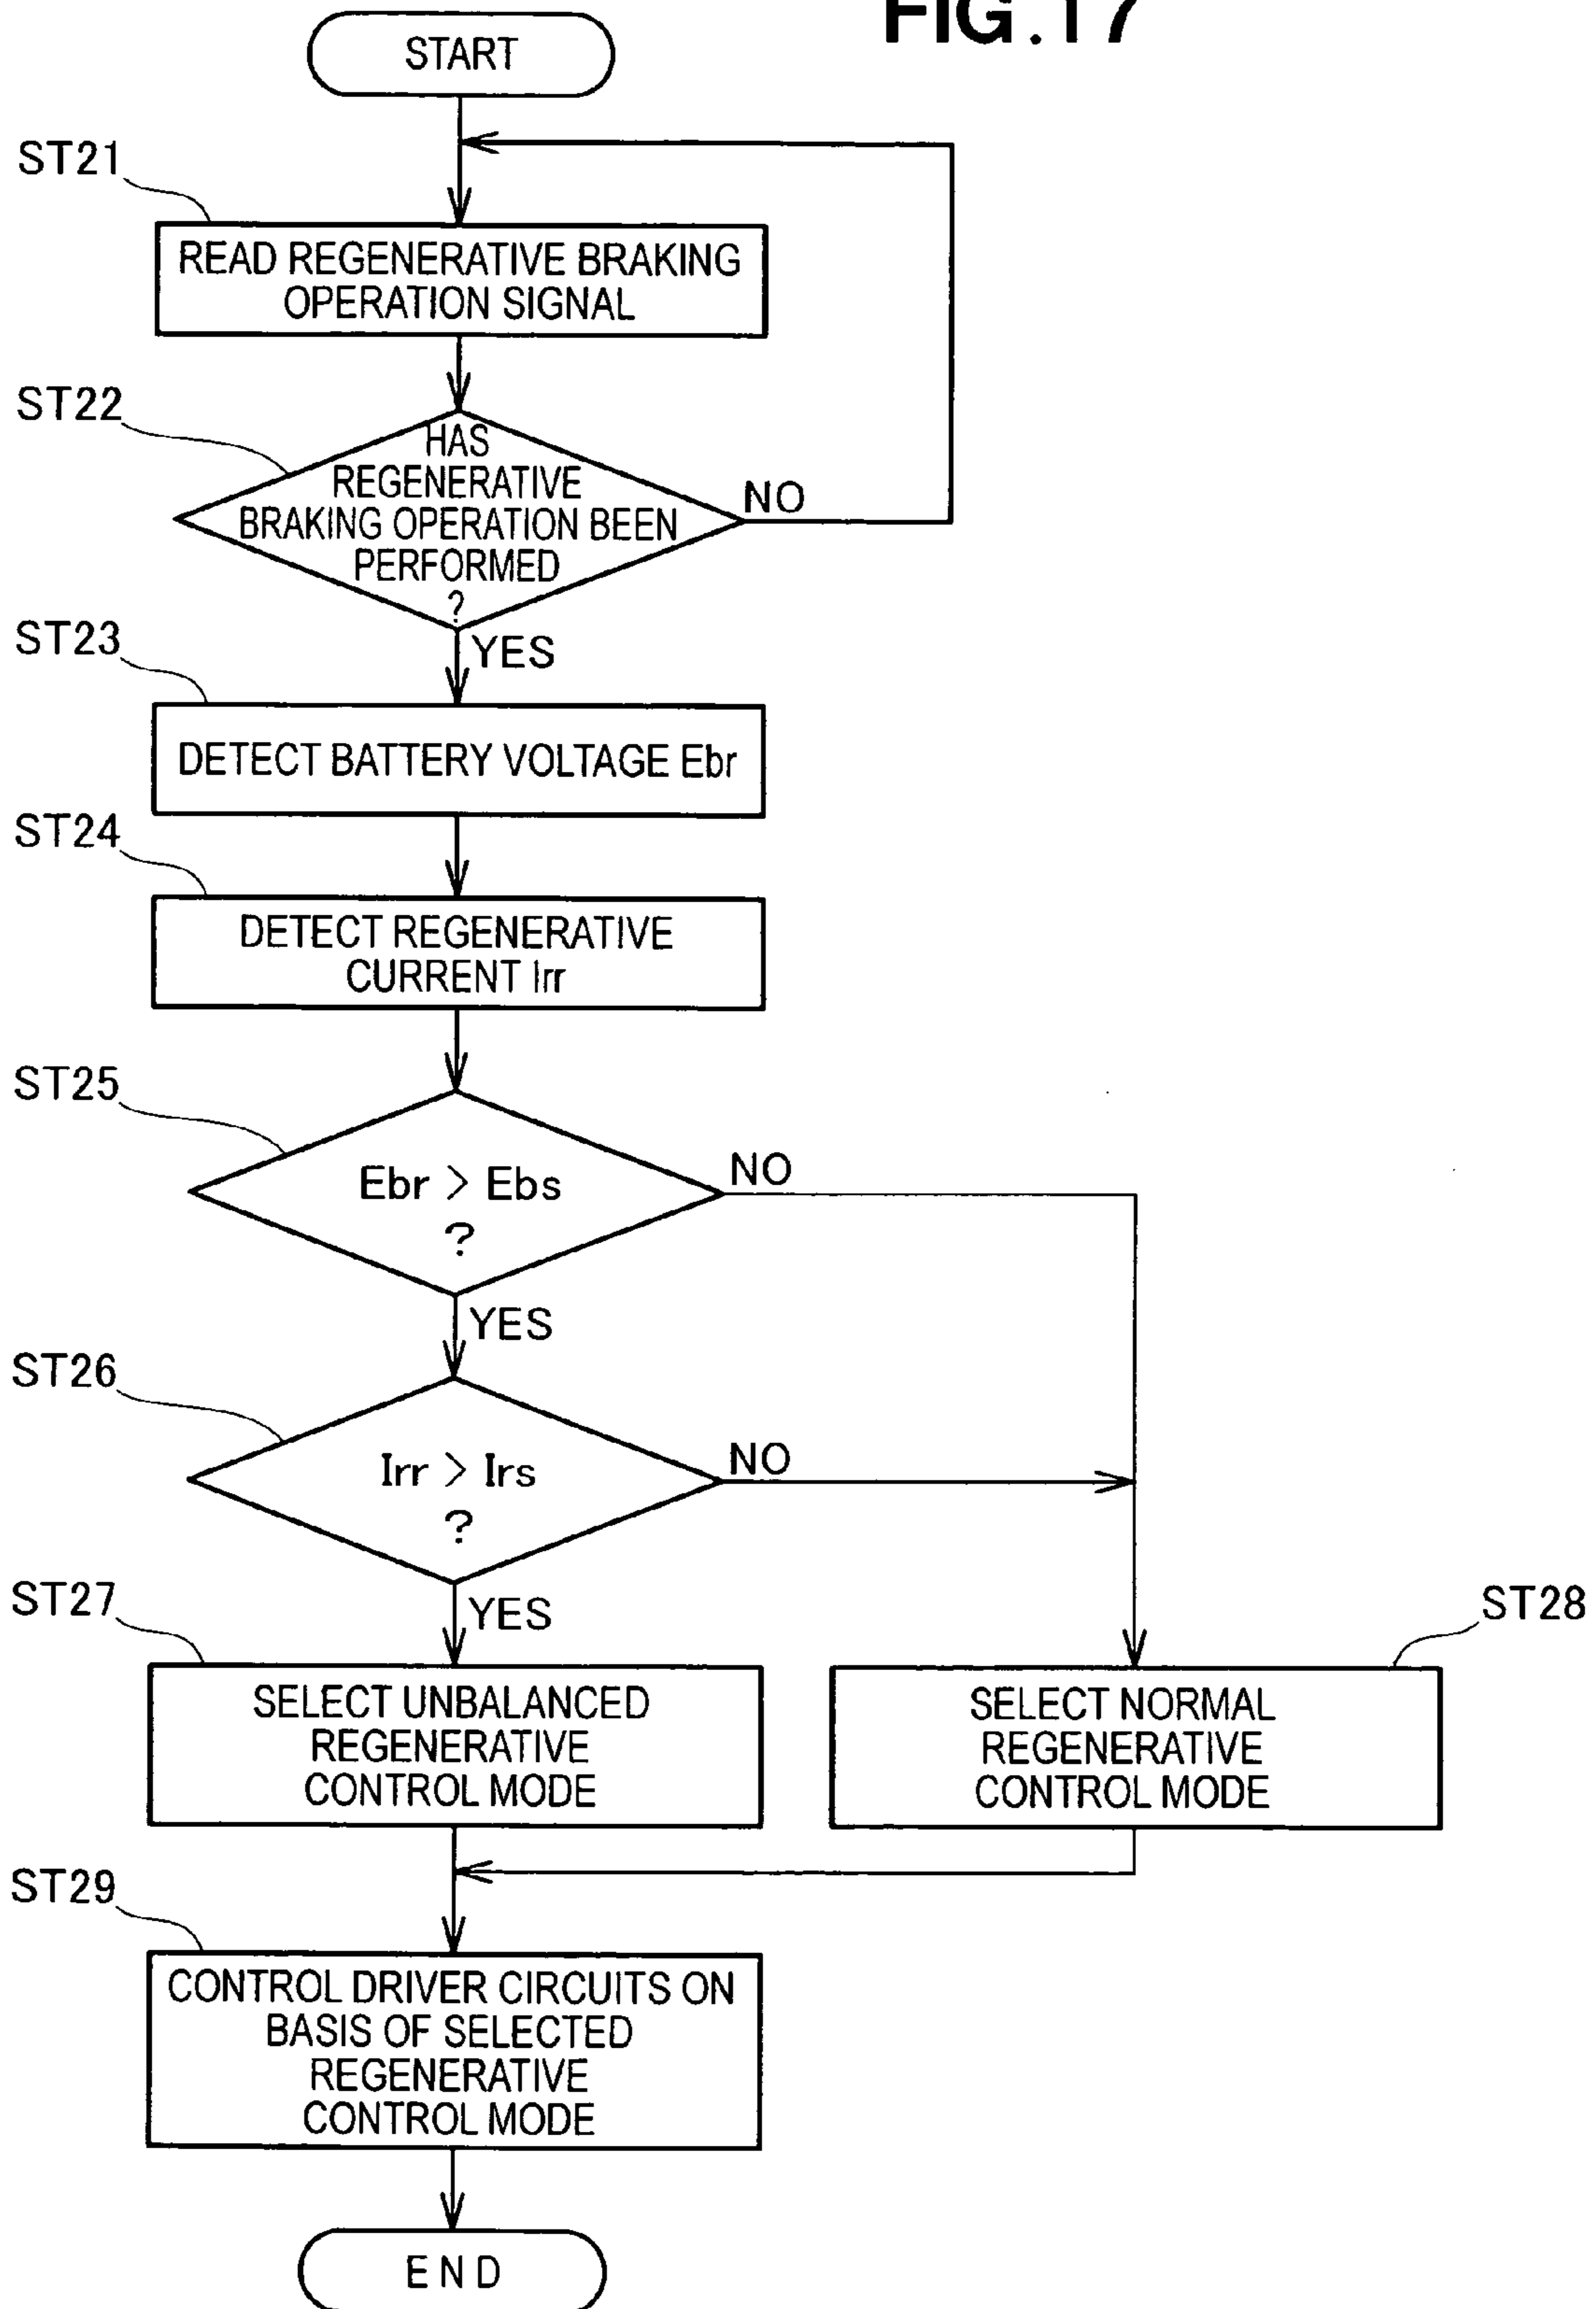 FIG.17
START
ST21
READ REGENERATIVE BRAKING
OPERATION SIGNAL
ST22
HAS
REGENERATIVE
BRAKING OPERATION BEEN
PERFORMED
?
NO
YES
ST23
DETECT BATTERY VOLTAGE Ebr
ST24
DETECT REGENERATIVE
CURRENT Irr
ST25
Ebr > Ebs
?
NO
YES
ST26
Irr > Irs
?
NO
YES
ST27
SELECT UNBALANCED
REGENERATIVE
CONTROL MODE
ST28
SELECT NORMAL
REGENERATIVE
CONTROL MODE
ST29
CONTROL DRIVER CIRCUITS ON
BASIS OF SELECTED
REGENERATIVE
CONTROL MODE
END